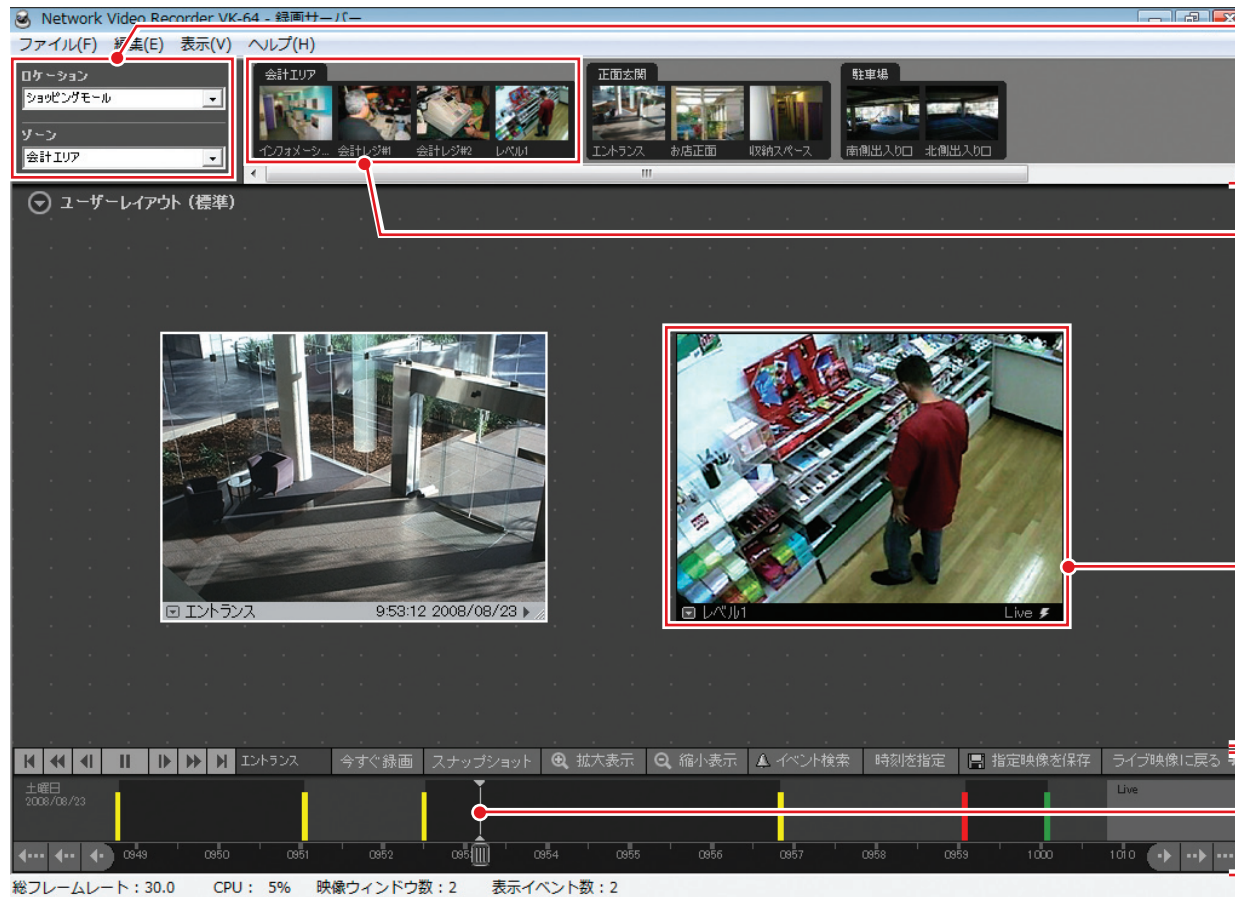 Network Video Recorder VK-64 - 録画サーバー
ファイル(F) 編集(E) 表示(V) ヘルプ(H)
ロケーション
ショッピングモール
ゾーン
会計エリア
会計エリア
インフォメーシ... 会計レジ#1 会計レジ#2 レベル1
正面玄関
エントランス お店正面 収納スペース
駐車場
南側出入り口 北側出入口
ユーザーレイアウト (標準)
エントランス 9:53:12 2008/08/23
レベル1 Live
エントランス 今すぐ録画 スナップショット 拡大表示 縮小表示 イベント検索 時刻を指定 指定映像を保存 ライブ映像に戻る
土曜日
2008/08/23
Live
0949 0950 0951 0952 095 0954 0955 0956 0957 0958 0959 1000 1010
総フレームレート：30.0 CPU： 5% 映像ウィンドウ数：2 表示イベント数：2